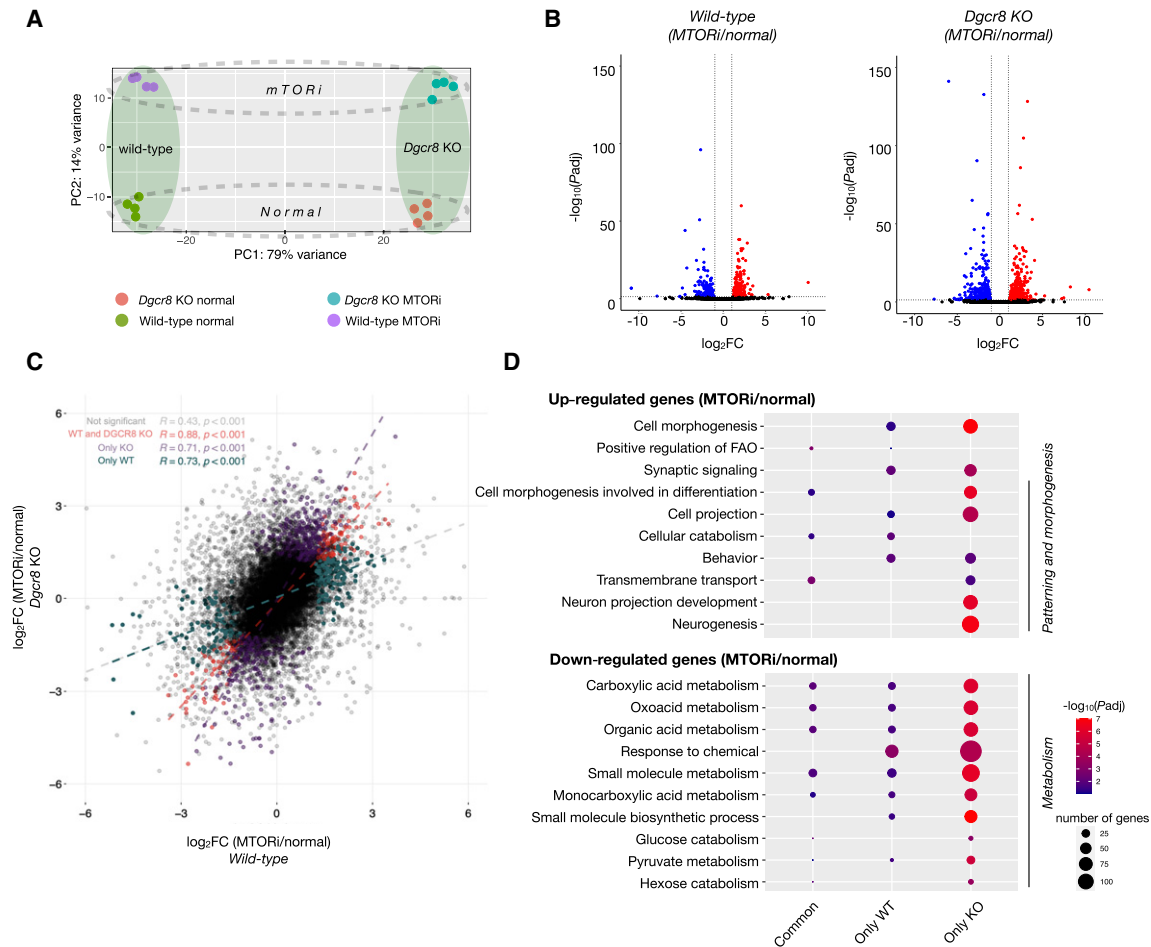 A
PC2: 14% variance
10
0
−10
mTORi
wild-type
Dgcr8 KO
Normal
−20
0
20
PC1: 79% variance
Dgcr8 KO normal
Dgcr8 KO MTORi
Wild-type normal
Wild-type MTORi
B
Wild-type
(MTORi/normal)
-log10(Padj)
150
100
50
0
-10
-5
0
5
10
log2FC
Dgcr8 KO
(MTORi/normal)
-log10(Padj)
150
100
50
0
-10
-5
0
5
10
log2FC
C
Not significant R = 0.43, p < 0.001
WT and DGCR8 KO R = 0.88, p < 0.001
Only KO R = 0.71, p < 0.001
Only WT R = 0.73, p < 0.001
log2FC (MTORi/normal)
Dgcr8 KO
6
3
0
−3
−6
−6
−3
0
3
6
log2FC (MTORi/normal)
Wild-type
D
Up-regulated genes (MTORi/normal)
Cell morphogenesis
Positive regulation of FAO
Synaptic signaling
Cell morphogenesis involved in differentiation
Cell projection
Cellular catabolism
Behavior
Transmembrane transport
Neuron projection development
Neurogenesis
Patterning and morphogenesis
Down-regulated genes (MTORi/normal)
Carboxylic acid metabolism
Oxoacid metabolism
Organic acid metabolism
Response to chemical
Small molecule metabolism
Monocarboxylic acid metabolism
Small molecule biosynthetic process
Glucose catabolism
Pyruvate metabolism
Hexose catabolism
Metabolism
Common
Only WT
Only KO
-log10(Padj)
7
6
5
4
3
2
number of genes
25
50
75
100